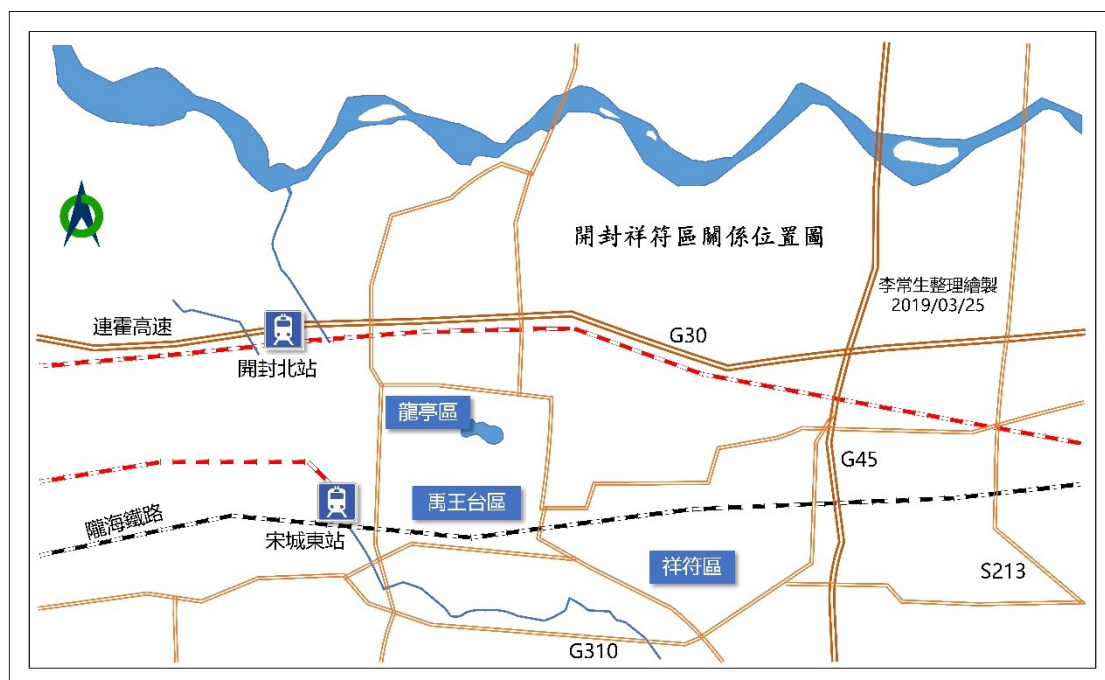 開封祥符區關係位置圖
李常生整理繪製
2019/03/25
連霍高速
G30
開封北站
龍亭區
G45
禹王台區
隴海鐵路
宋城東站
祥符區
S213
G310